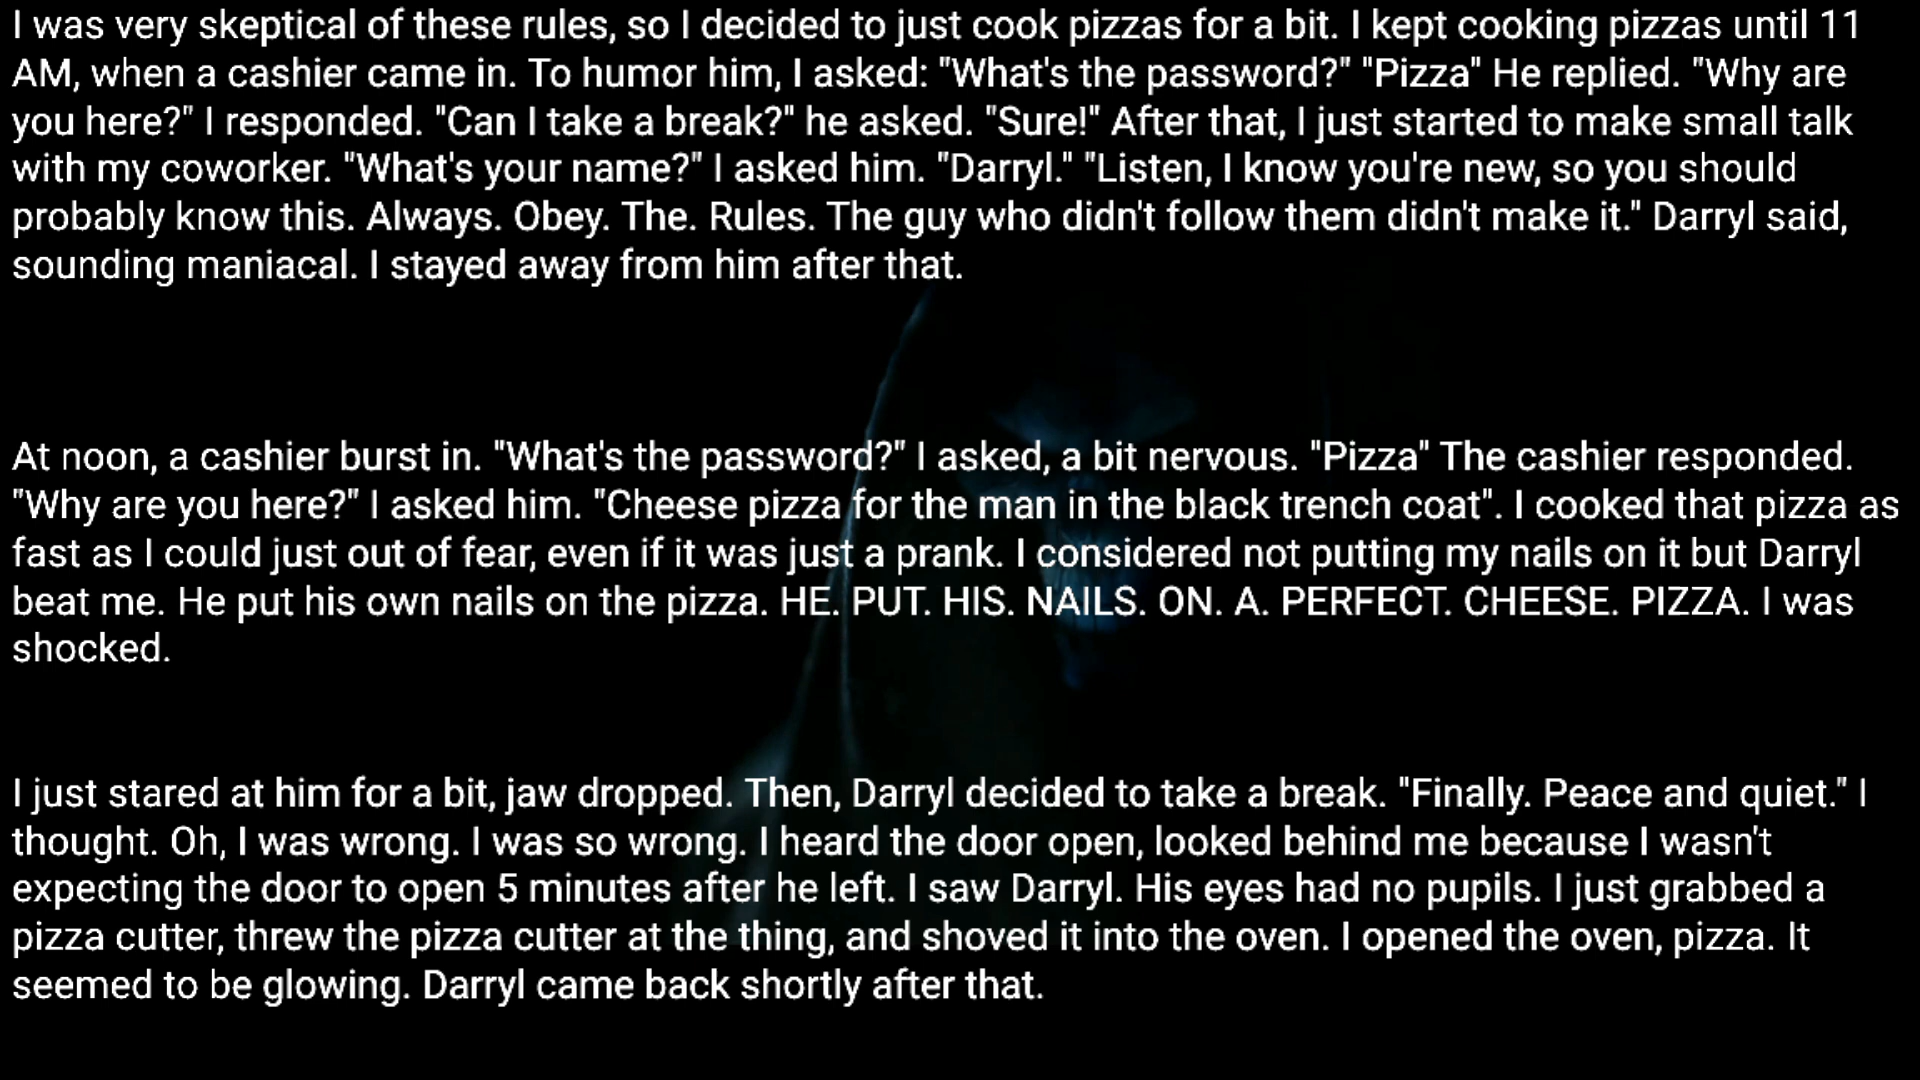 I was very skeptical of these rules, so I decided to just cook pizzas for a bit. I kept cooking pizzas until 11
AM, when a cashier came in. To humor him, I asked: "What's the password?" "Pizza" He replied. "Why are
you here?" I responded. "Can I take a break?" he asked. "Sure!" After that, I just started to make small talk
with my coworker. "What's your name?" I asked him. "Darryl." "Listen, I know you're new, so you should
probably know this. Always. Obey. The. Rules. The guy who didn't follow them didn't make it." Darryl said,
sounding maniacal. I stayed away from him after that.
At noon, a cashier burst in. "What's the password?" I asked, a bit nervous. "Pizza" The cashier responded.
"Why are you here?" I asked him. "Cheese pizza for the man in the black trench coat". I cooked that pizza as
fast as I could just out of fear, even if it was just a prank. I considered not putting my nails on it but Darryl
beat me. He put his own nails on the pizza. HE. PUT. HIS. NAILS. ON. A. PERFECT. CHEESE. PIZZA. I was
shocked.
I just stared at him for a bit, jaw dropped. Then, Darryl decided to take a break. "Finally. Peace and quiet." I
thought. Oh, I was wrong. I was so wrong. I heard the door open, looked behind me because I wasn't
expecting the door to open 5 minutes after he left. I saw Darryl. His eyes had no pupils. I just grabbed a
pizza cutter, threw the pizza cutter at the thing, and shoved it into the oven. I opened the oven, pizza. It
seemed to be glowing. Darryl came back shortly after that.